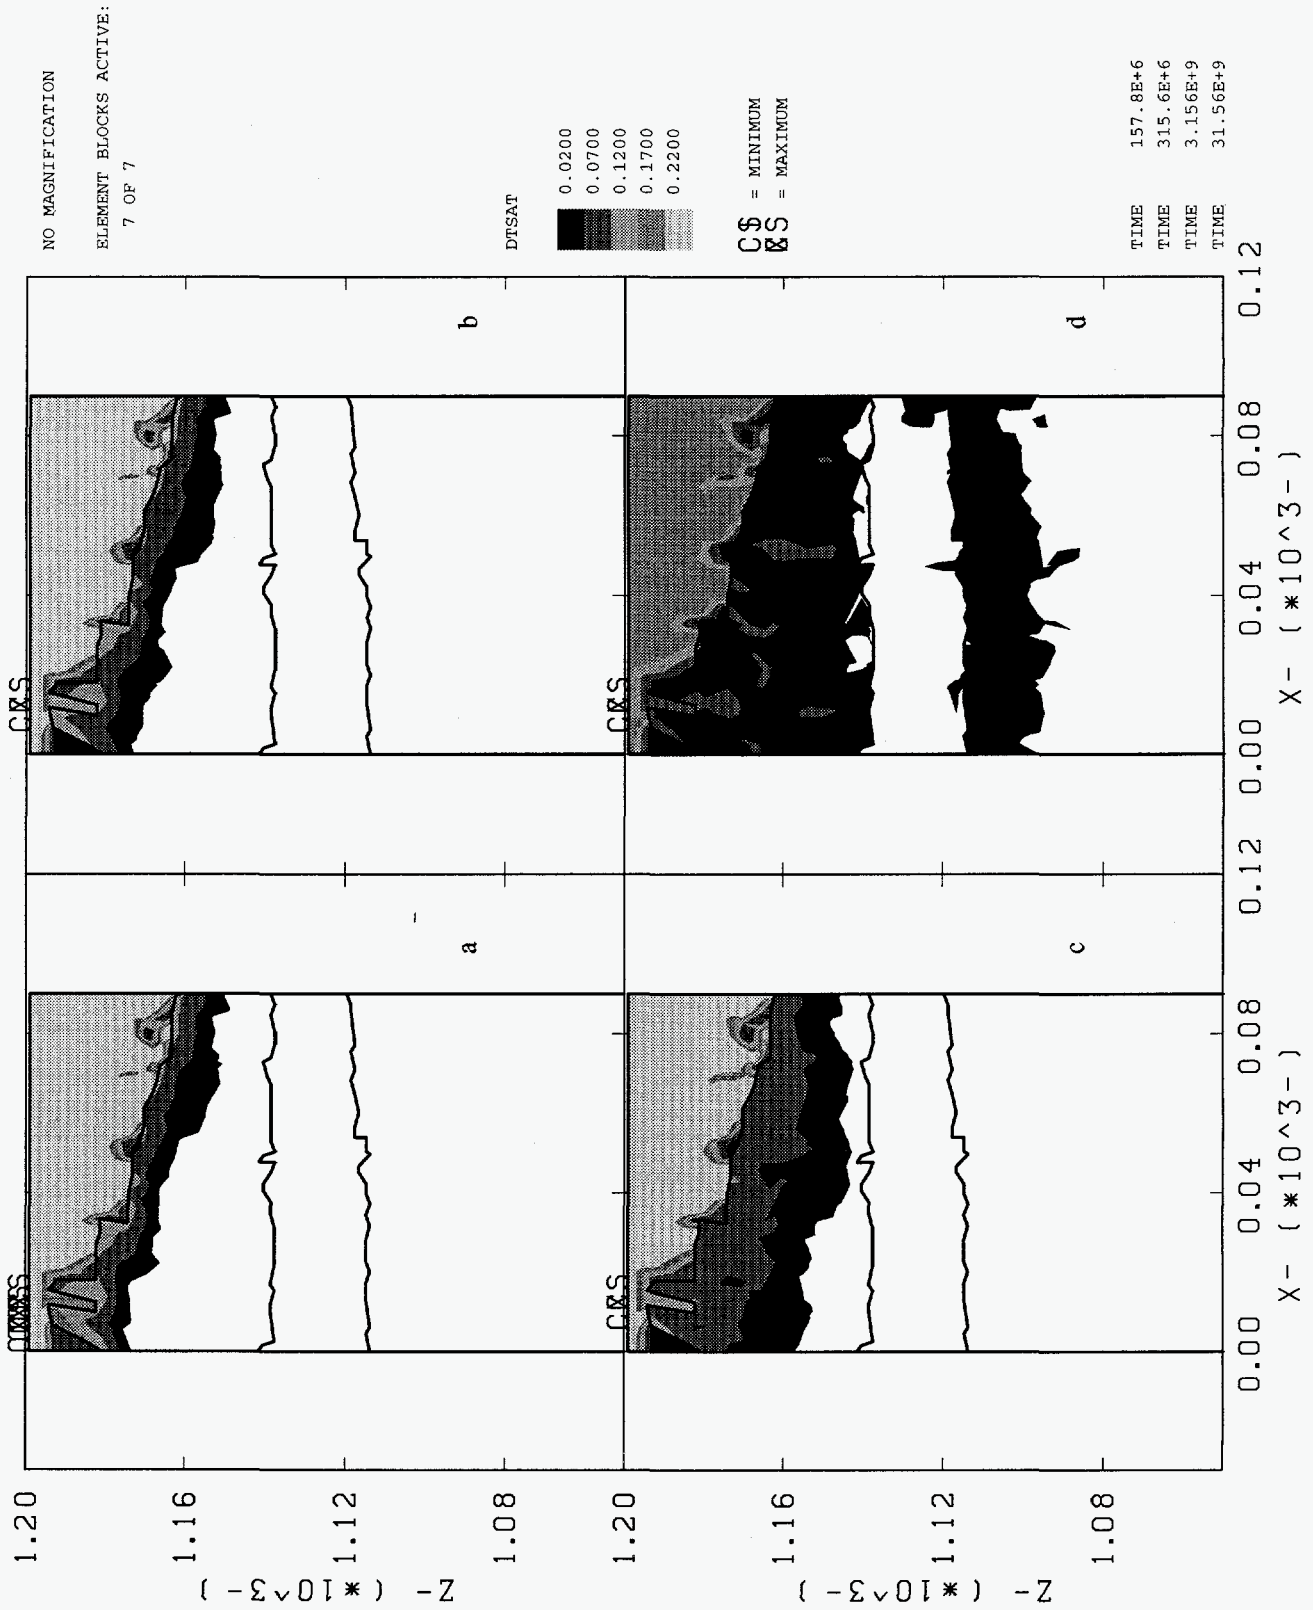 NO MAGNIFICATION
ELEMENT BLOCKS ACTIVE:
7 OF 7
DTSAT
0.0200
0.0700
0.1200
0.1700
0.2200
= MINIMUM
= MAXIMUM
TIME 157.8E+6
TIME 315.6E+6
TIME 3.156E+9
TIME 31.56E+9
1.20
1.16
1.12
1.08
Z- (*10^3-)
a
b
1.20
1.16
1.12
1.08
Z- (*10^3-)
c
d
0.00
0.04
0.08
0.12
X- (*10^3-)
0.00
0.04
0.08
0.12
X- (*10^3-)